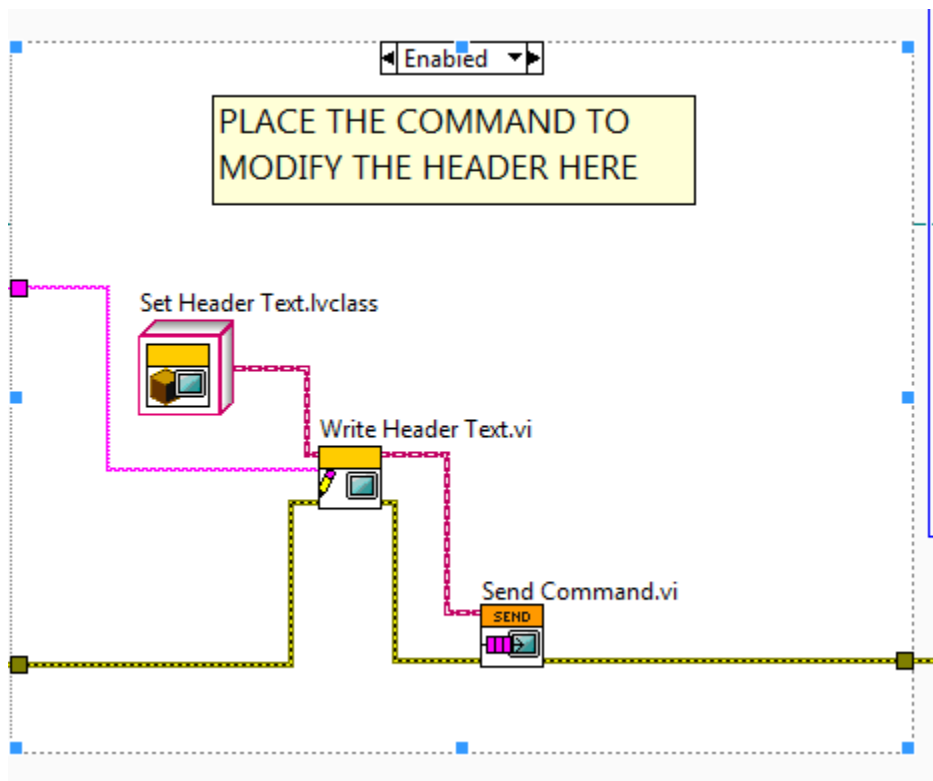 Enabled
PLACE THE COMMAND TO
MODIFY THE HEADER HERE
Set Header Text.lvclass
Write Header Text.vi
Send Command.vi
SEND